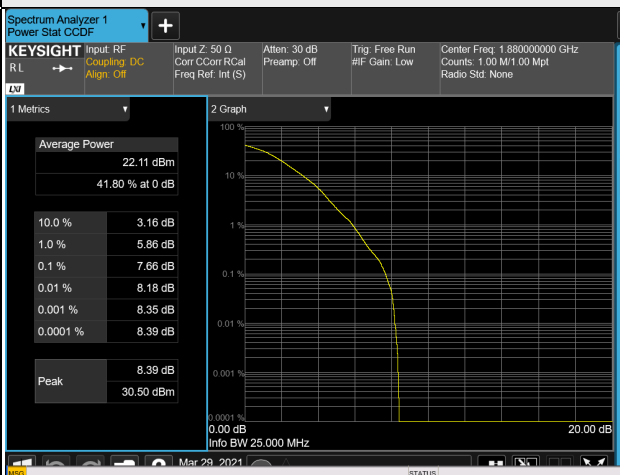 Spectrum Analyzer 1
Power Stat CCDF
KEYSIGHT
RL
LXI
Input: RF
Coupling: DC
Align: Off
Input Z: 50 Ω
Corr CCorr RCal
Freq Ref: Int (S)
Atten: 30 dB
Preamp: Off
Trig: Free Run
#IF Gain: Low
Center Freq: 1.880000000 GHz
Counts: 1.00 M/1.00 Mpt
Radio Std: None
1 Metrics
Average Power
22.11 dBm
41.80 % at 0 dB
10.0 % 3.16 dB
1.0 % 5.86 dB
0.1 % 7.66 dB
0.01 % 8.18 dB
0.001 % 8.35 dB
0.0001 % 8.39 dB
Peak
8.39 dB
30.50 dBm
2 Graph
100 %
10 %
1 %
0.1 %
0.01 %
0.001 %
0.0001 %
0.00 dB 20.00 dB
Info BW 25.000 MHz
Mar 29, 2021
MSG STATUS